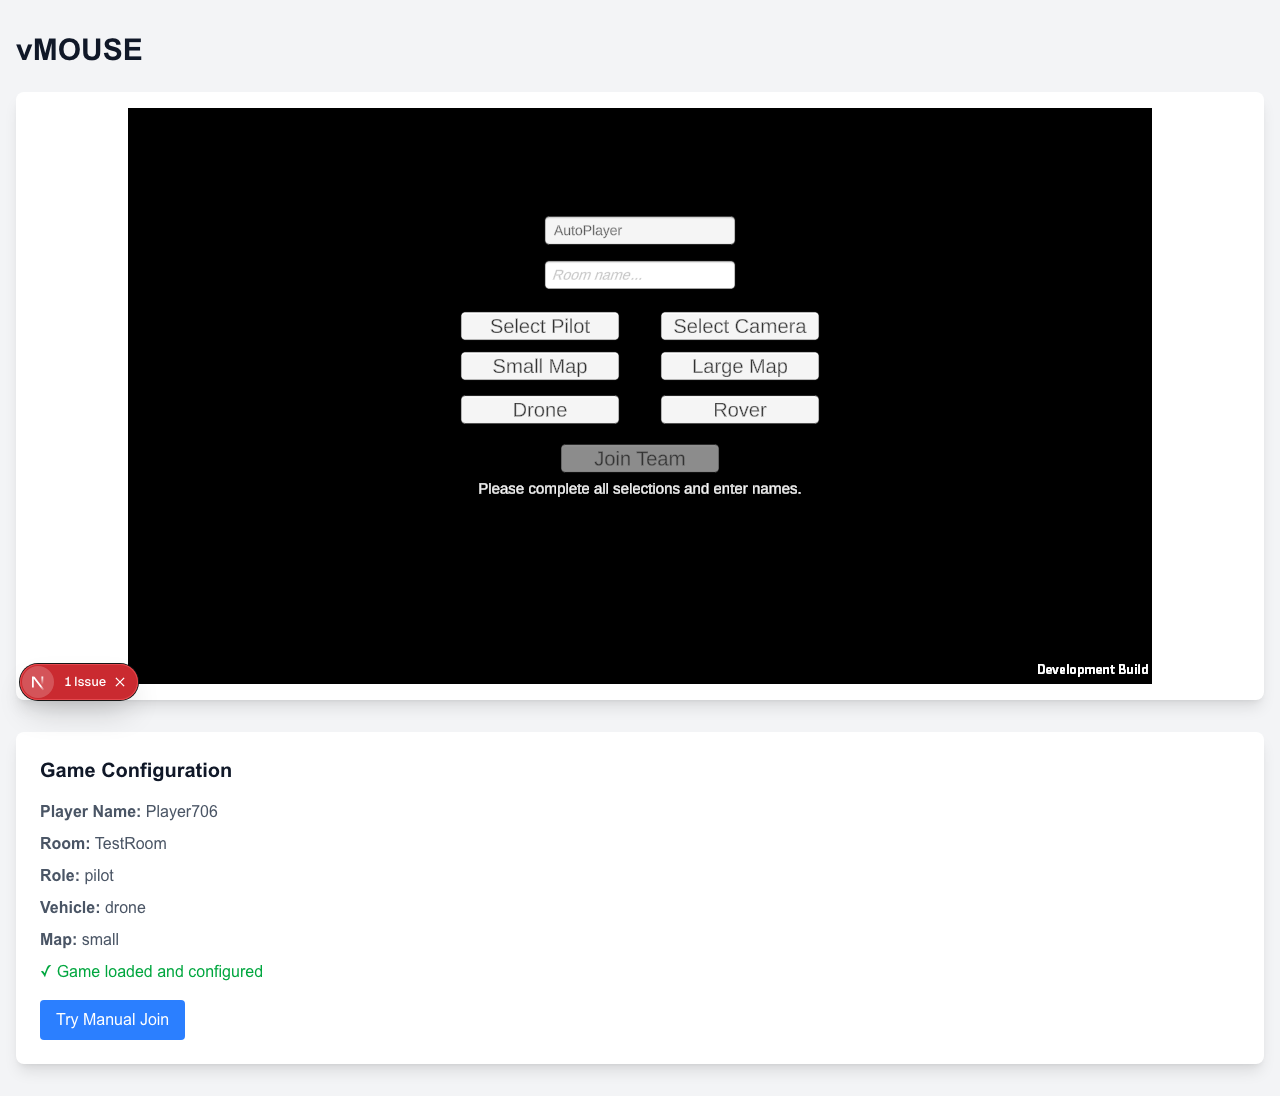 vMOUSE
AutoPlayer
Room name...
Select Pilot
Select Camera
Small Map
Large Map
Drone
Rover
Join Team
Please complete all selections and enter names.
Development Build
N
1 Issue
Game Configuration
Player Name: Player706
Room: TestRoom
Role: pilot
Vehicle: drone
Map: small
✓ Game loaded and configured
Try Manual Join